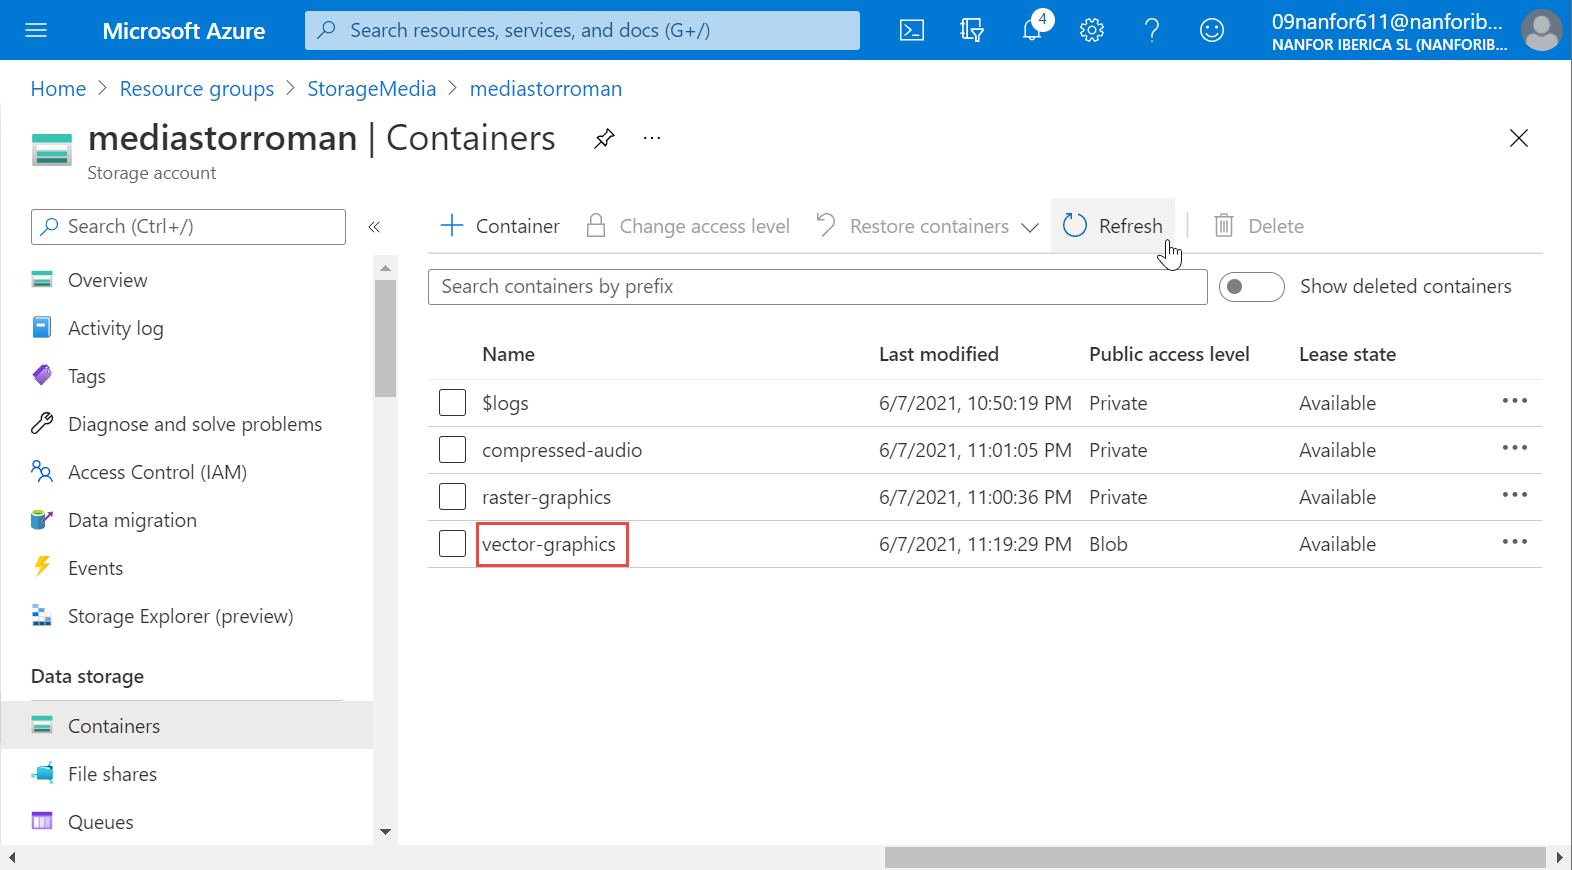 Microsoft Azure
Search resources, services, and docs (G+/)
4
09nanfor611@nanforib...
NANFOR IBERICA SL (NANFORIB...
Home > Resource groups > StorageMedia > mediastorroman
mediastorroman | Containers
...
Storage account
Search (Ctrl+/)
«
Container
Change access level
Restore containers
Refresh
Delete
Search containers by prefix
Show deleted containers
Overview
Activity log
Tags
Diagnose and solve problems
Access Control (IAM)
Data migration
Events
Storage Explorer (preview)
Data storage
Containers
File shares
Queues
Name Last modified Public access level Lease state
$logs 6/7/2021, 10:50:19 PM Private Available ...
compressed-audio 6/7/2021, 11:01:05 PM Private Available ...
raster-graphics 6/7/2021, 11:00:36 PM Private Available ...
vector-graphics 6/7/2021, 11:19:29 PM Blob Available ...